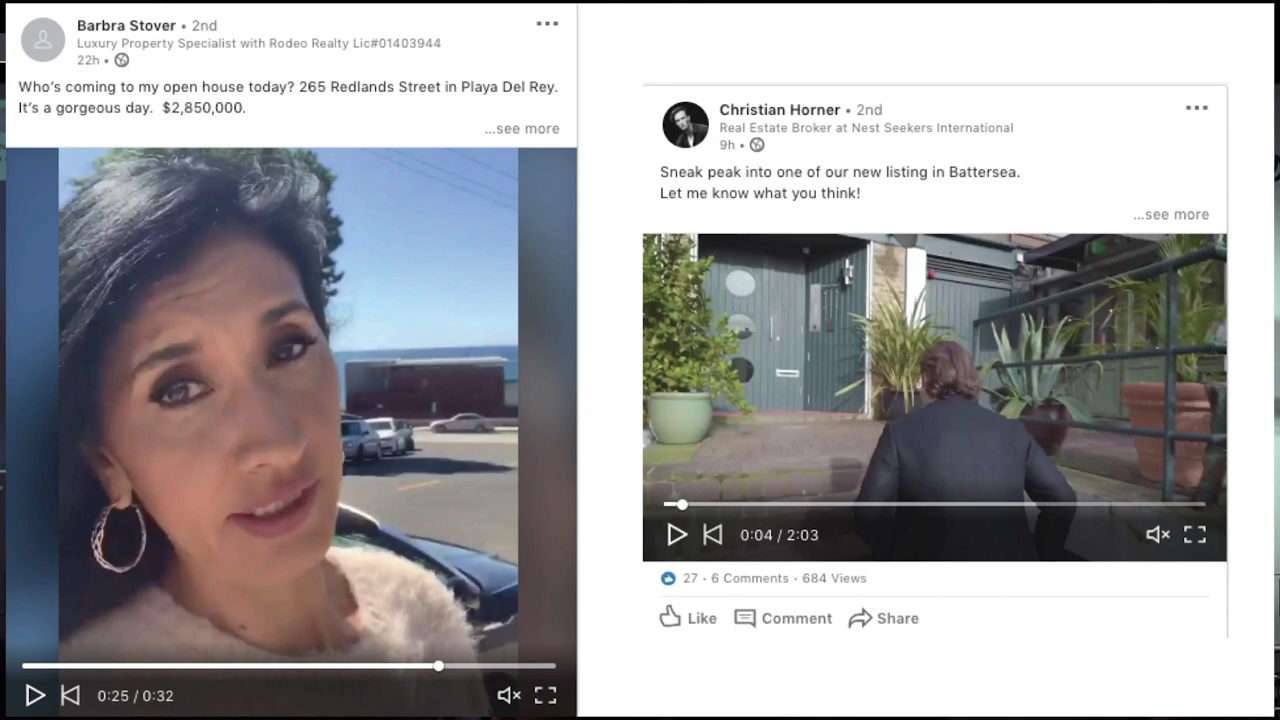 Barbra Stover • 2nd
Luxury Property Specialist with Rodeo Realty Lic#01403944
22h •
Who's coming to my open house today? 265 Redlands Street in Playa Del Rey.
It's a gorgeous day.  $2,850,000.
...see more
0:25 / 0:32
Christian Horner • 2nd
Real Estate Broker at Nest Seekers International
9h •
Sneak peak into one of our new listing in Battersea.
Let me know what you think!
...see more
0:04 / 2:03
27 · 6 Comments · 684 Views
Like Comment Share